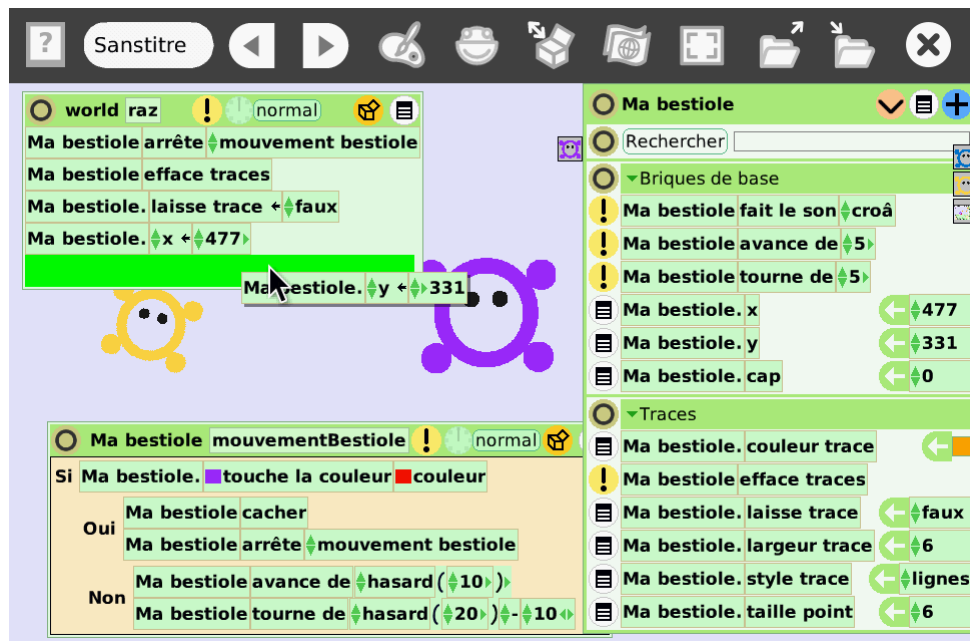 ?
Sanstitre
world raz ! normal
Ma bestiole arrête mouvement bestiole
Ma bestiole efface traces
Ma bestiole. laisse trace ← faux
Ma bestiole. x ← 477
Ma bestiole. y ← 331
Ma bestiole mouvementBestiole ! normal
Si Ma bestiole. touche la couleur couleur
Oui
Ma bestiole cacher
Ma bestiole arrête mouvement bestiole
Non
Ma bestiole avance de hasard ( 10 )
Ma bestiole tourne de hasard ( 20 ) - 10
Ma bestiole
Rechercher
Briques de base
! Ma bestiole fait le son croâ
! Ma bestiole avance de 5
! Ma bestiole tourne de 5
Ma bestiole. x ← 477
Ma bestiole. y ← 331
Ma bestiole. cap ← 0
Traces
Ma bestiole. couleur trace ←
! Ma bestiole efface traces
Ma bestiole. laisse trace ← faux
Ma bestiole. largeur trace ← 6
Ma bestiole. style trace ← lignes
Ma bestiole. taille point ← 6